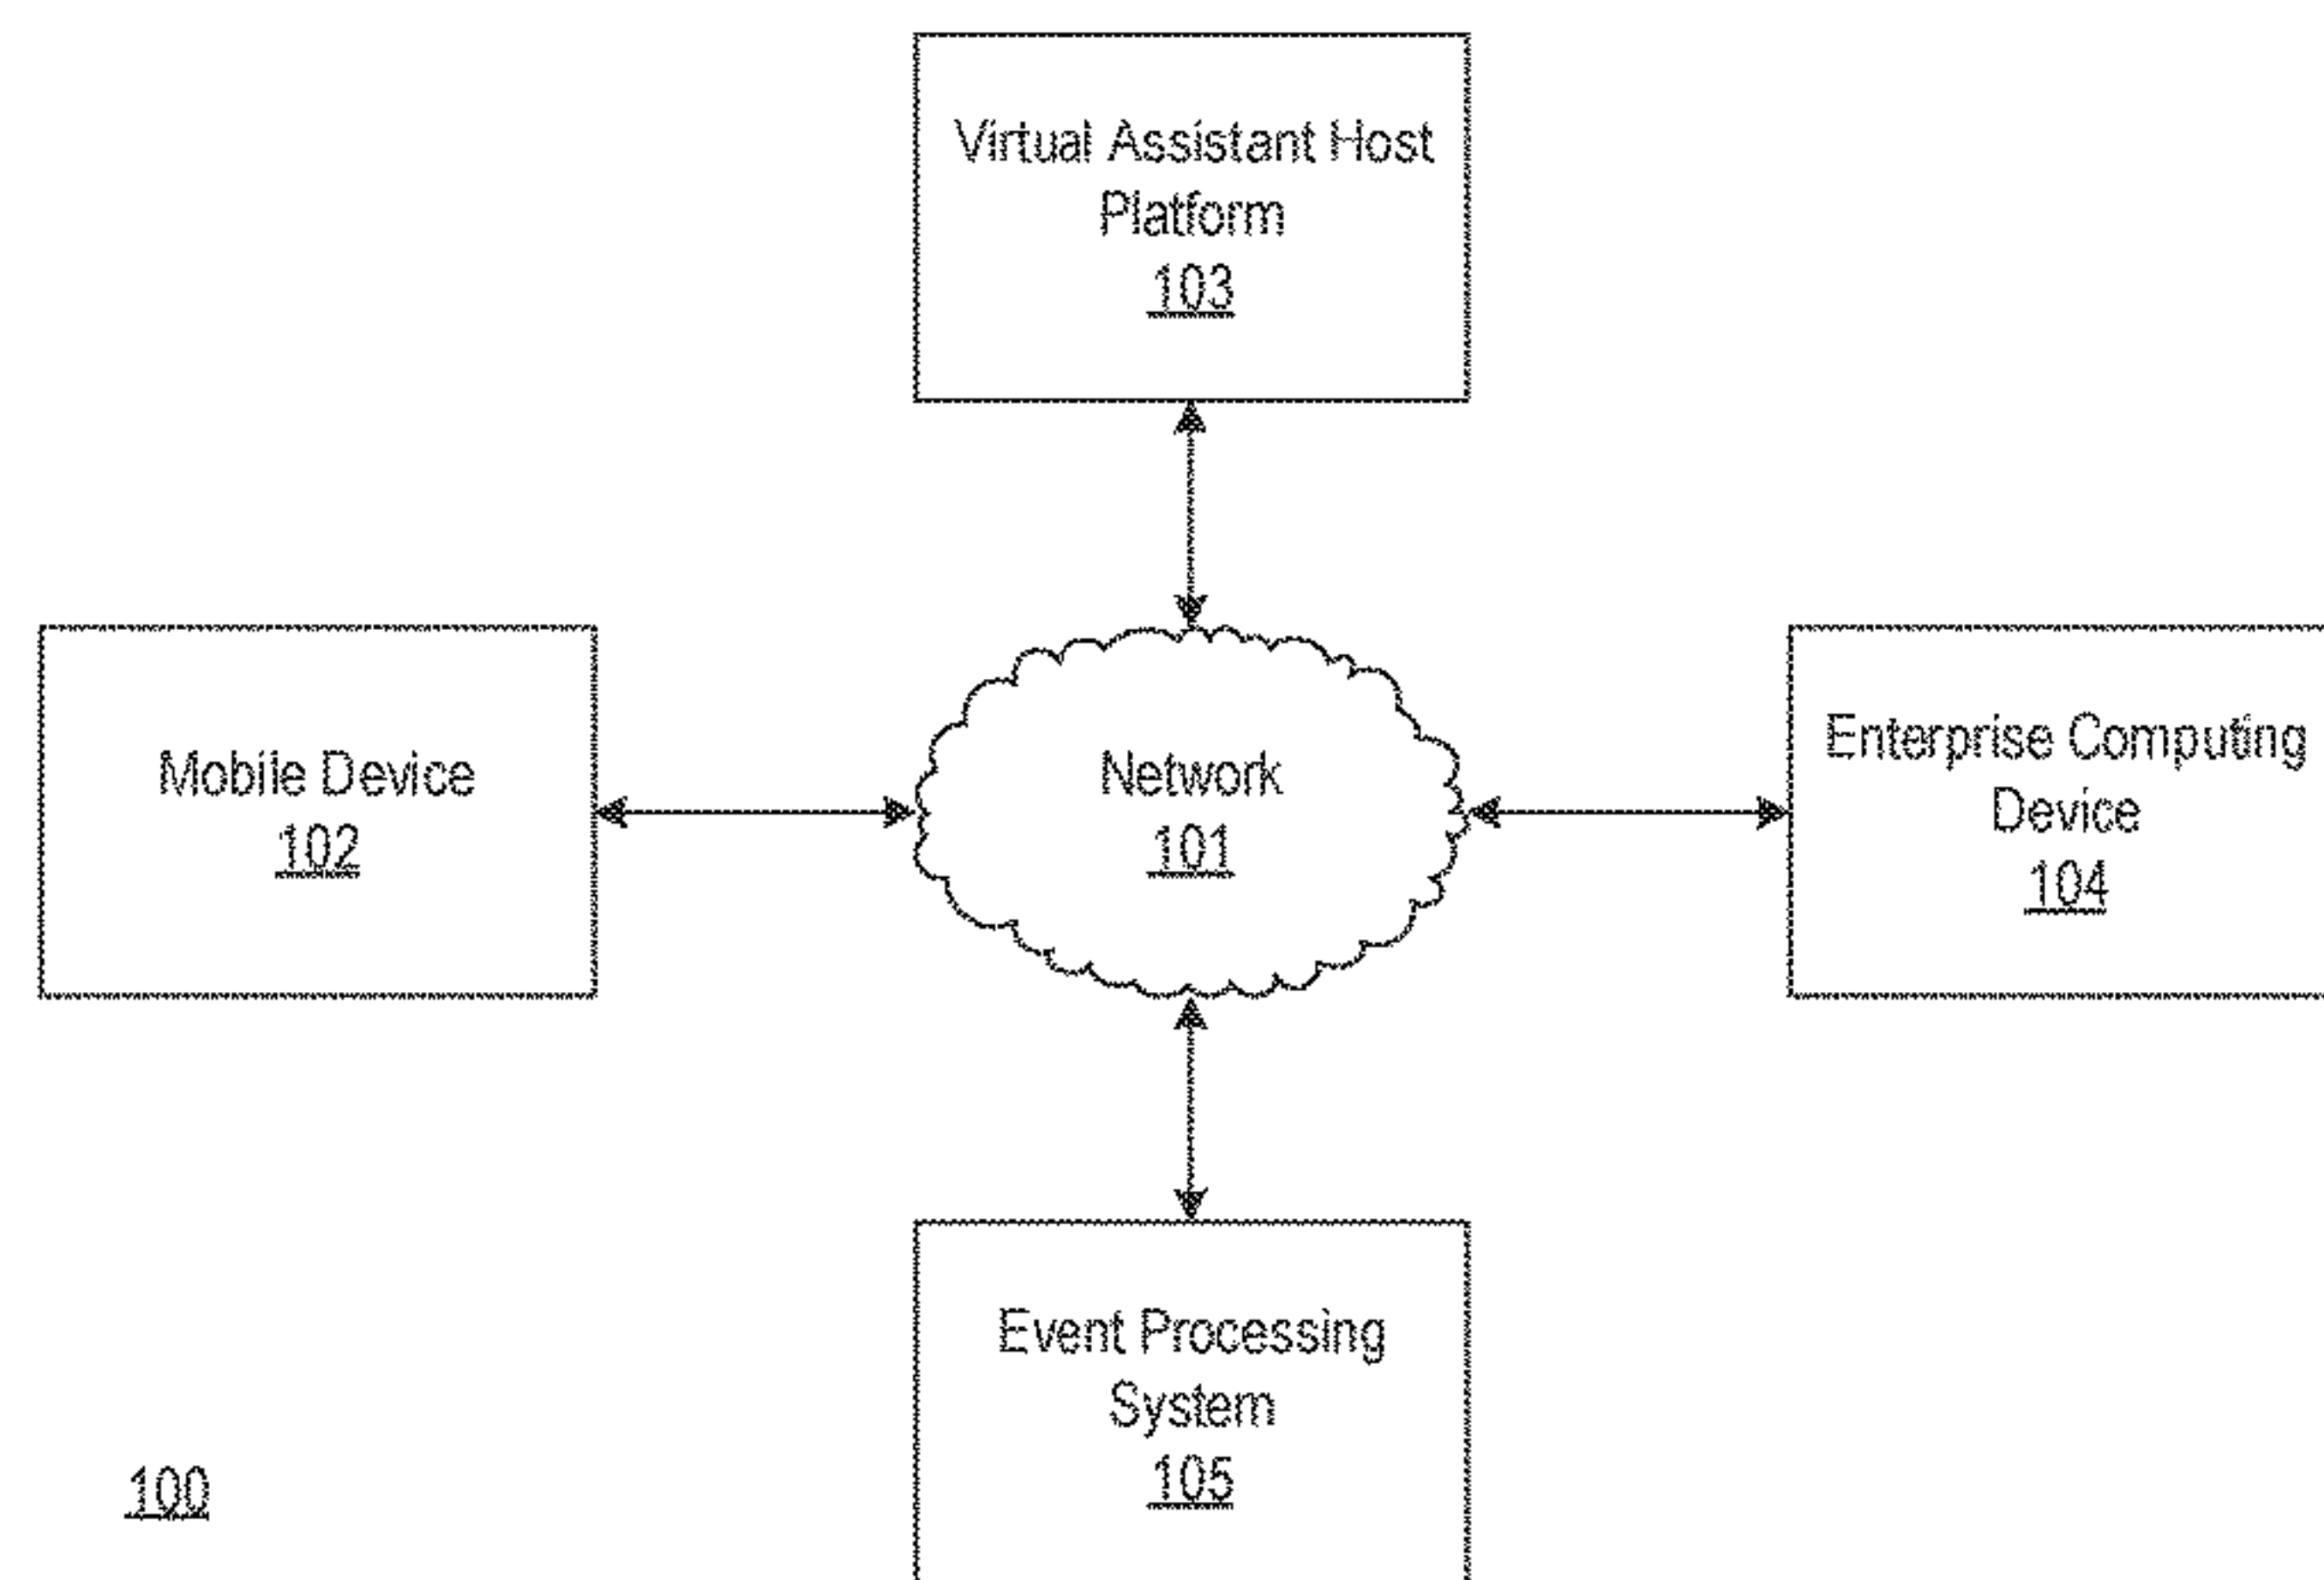 Virtual Assistant Host
Platform
103
Mobile Device
102
Network
101
Enterprise Computing
Device
104
Event Processing
System
105
100